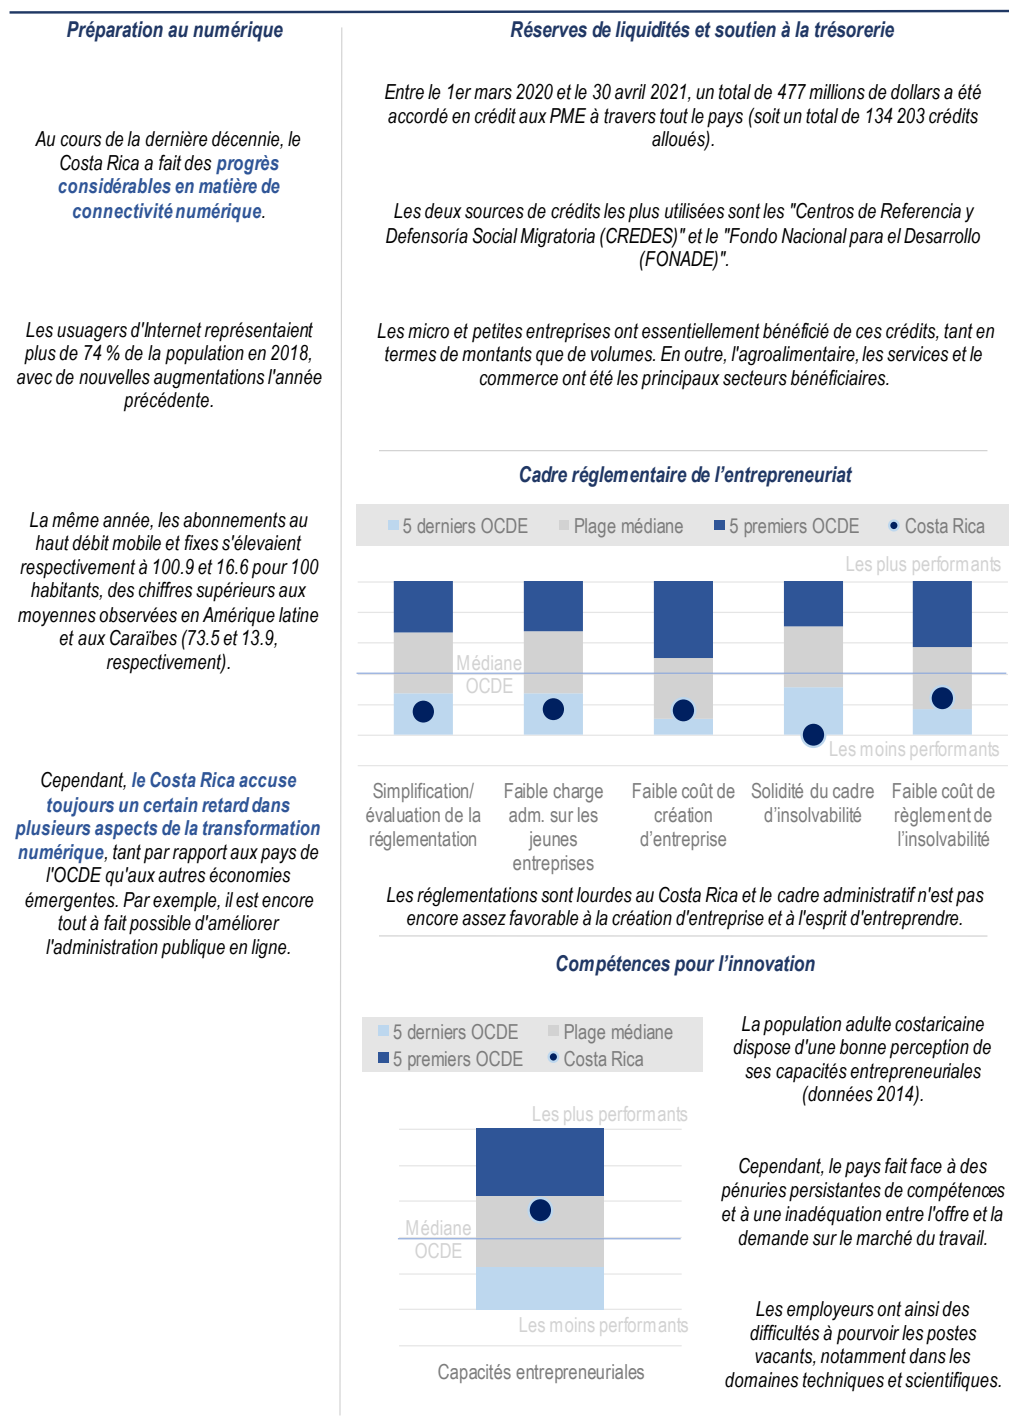 Préparation au numérique
Au cours de la dernière décennie, le
Costa Rica a fait des progrès
considérables en matière de
connectivité numérique.
Les usuagers d'Internet représentaient
plus de 74 % de la population en 2018,
avec de nouvelles augmentations l'année
précédente.
La même année, les abonnements au
haut débit mobile et fixes s'élevaient
respectivement à 100.9 et 16.6 pour 100
habitants, des chiffres supérieurs aux
moyennes observées en Amérique latine
et aux Caraïbes (73.5 et 13.9,
respectivement).
Cependant, le Costa Rica accuse
toujours un certain retard dans
plusieurs aspects de la transformation
numérique, tant par rapport aux pays de
l'OCDE qu'aux autres économies
émergentes. Par exemple, il est encore
tout à fait possible d'améliorer
l'administration publique en ligne.
Réserves de liquidités et soutien à la trésorerie
Entre le 1er mars 2020 et le 30 avril 2021, un total de 477 millions de dollars a été
accordé en crédit aux PME à travers tout le pays (soit un total de 134 203 crédits
alloués).
Les deux sources de crédits les plus utilisées sont les "Centros de Referencia y
Defensoría Social Migratoria (CREDES)" et le "Fondo Nacional para el Desarrollo
(FONADE)".
Les micro et petites entreprises ont essentiellement bénéficié de ces crédits, tant en
termes de montants que de volumes. En outre, l'agroalimentaire, les services et le
commerce ont été les principaux secteurs bénéficiaires.
Cadre réglementaire de l’entrepreneuriat
5 derniers OCDE Plage médiane 5 premiers OCDE Costa Rica
Les plus performants
Médiane
OCDE
Les moins performants
Simplification/
évaluation de la
réglementation
Faible charge
adm. sur les
jeunes
entreprises
Faible coût de
création
d’entreprise
Solidité du cadre
d’insolvabilité
Faible coût de
règlement de
l’insolvabilité
Les réglementations sont lourdes au Costa Rica et le cadre administratif n'est pas
encore assez favorable à la création d'entreprise et à l'esprit d'entreprendre.
Compétences pour l’innovation
5 derniers OCDE Plage médiane
5 premiers OCDE Costa Rica
Les plus performants
Médiane
OCDE
Les moins performants
Capacités entrepreneuriales
La population adulte costaricaine
dispose d'une bonne perception de
ses capacités entrepreneuriales
(données 2014).
Cependant, le pays fait face à des
pénuries persistantes de compétences
et à une inadéquation entre l'offre et la
demande sur le marché du travail.
Les employeurs ont ainsi des
difficultés à pourvoir les postes
vacants, notamment dans les
domaines techniques et scientifiques.